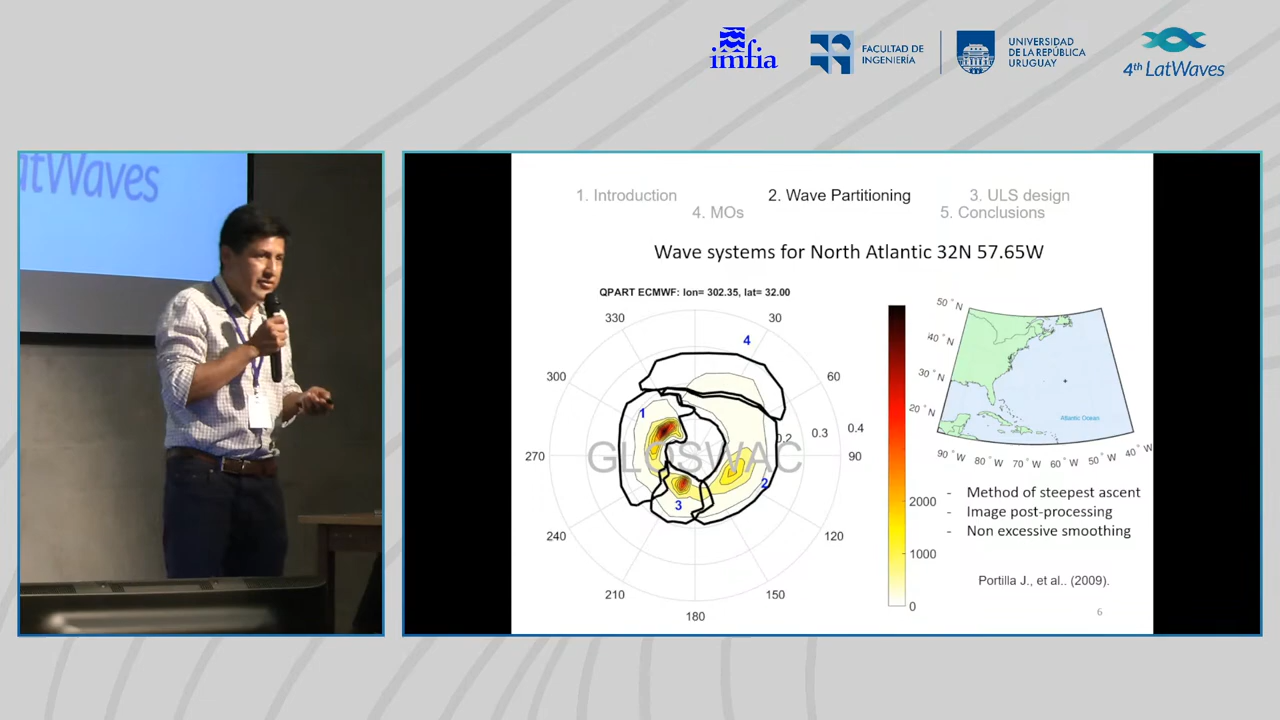 imfia
FACULTAD DE
INGENIERÍA
UNIVERSIDAD
DE LA REPÚBLICA
URUGUAY
4th LatWaves
atWaves
1. Introduction 2. Wave Partitioning 3. ULS design
4. MOs 5. Conclusions
Wave systems for North Atlantic 32N 57.65W
QPART ECMWF: lon= 302.35, lat= 32.00
330
30
4
300
60
1
0.2
0.3
0.4
270
GLOSWAC
90
2
3
240
120
210
150
180
2000
1000
0
50°N
40°N
30°N
20°N
Atlantic Ocean
90°W 80°W 70°W 60°W 50°W 40°W
- Method of steepest ascent
- Image post-processing
- Non excessive smoothing
Portilla J., et al.. (2009).
6